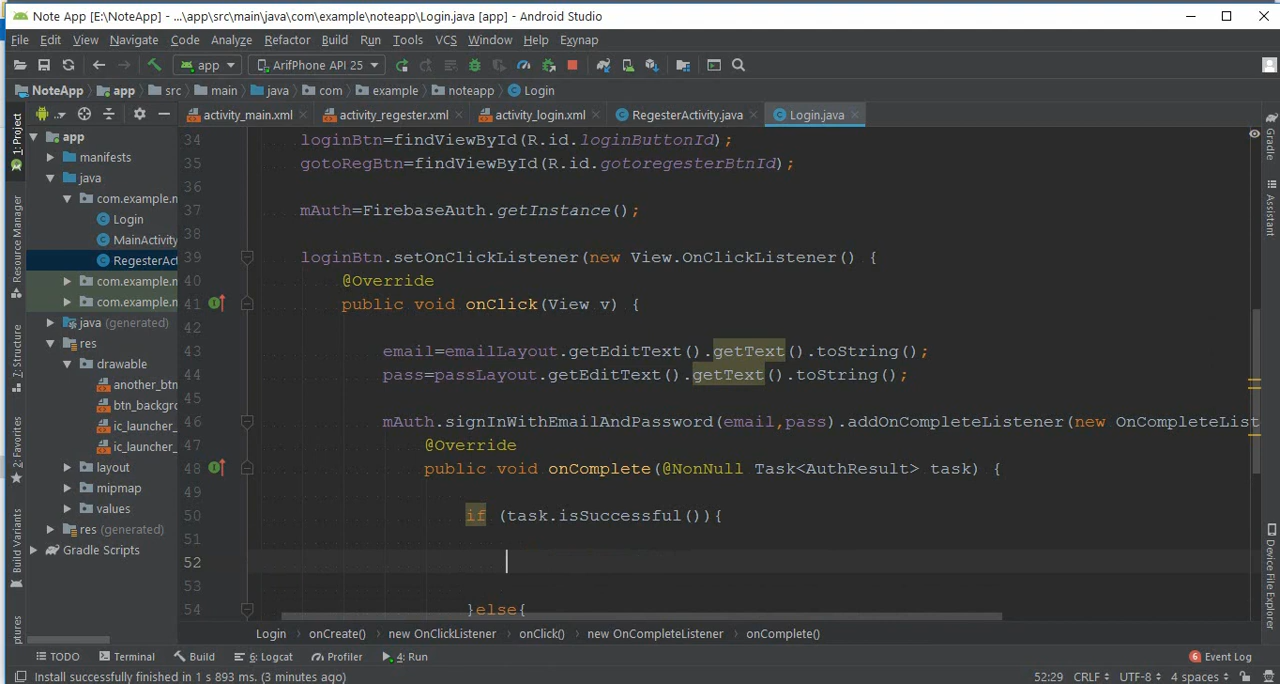 Note App [E:\NoteApp] - ...\app\src\main\java\com\example\noteapp\Login.java [app] - Android Studio
File Edit View Navigate Code Analyze Refactor Build Run Tools VCS Window Help Exynap
app ArifPhone API 25
NoteApp app src main java com example noteapp Login
1: Project
activity_main.xml activity_regester.xml activity_login.xml RegesterActivity.java Login.java
app
manifests
java
com.example.n
Login
MainActivity
RegesterAct
com.example.n
com.example.n
java (generated)
res
drawable
another_btn
btn_backgro
ic_launcher_
ic_launcher_
layout
mipmap
values
res (generated)
Gradle Scripts
Resource Manager
7: Structure
2: Favorites
Build Variants
ptures
34 loginBtn=findViewById(R.id.loginButtonId);
35 gotoRegBtn=findViewById(R.id.gotoregesterBtnId);
36
37 mAuth=FirebaseAuth.getInstance();
38
39 loginBtn.setOnClickListener(new View.OnClickListener() {
40 @Override
41 public void onClick(View v) {
42
43 email=emailLayout.getEditText().getText().toString();
44 pass=passLayout.getEditText().getText().toString();
45
46 mAuth.signInWithEmailAndPassword(email,pass).addOnCompleteListener(new OnCompleteList
47 @Override
48 public void onComplete(@NonNull Task<AuthResult> task) {
49
50 if (task.isSuccessful()){
51
52
53
54 }else{
Gradle
Assistant
Device File Explorer
Login onCreate() new OnClickListener onClick() new OnCompleteListener onComplete()
TODO Terminal Build 6: Logcat Profiler 4: Run 6 Event Log
Install successfully finished in 1 s 893 ms. (3 minutes ago) 52:29 CRLF UTF-8 4 spaces